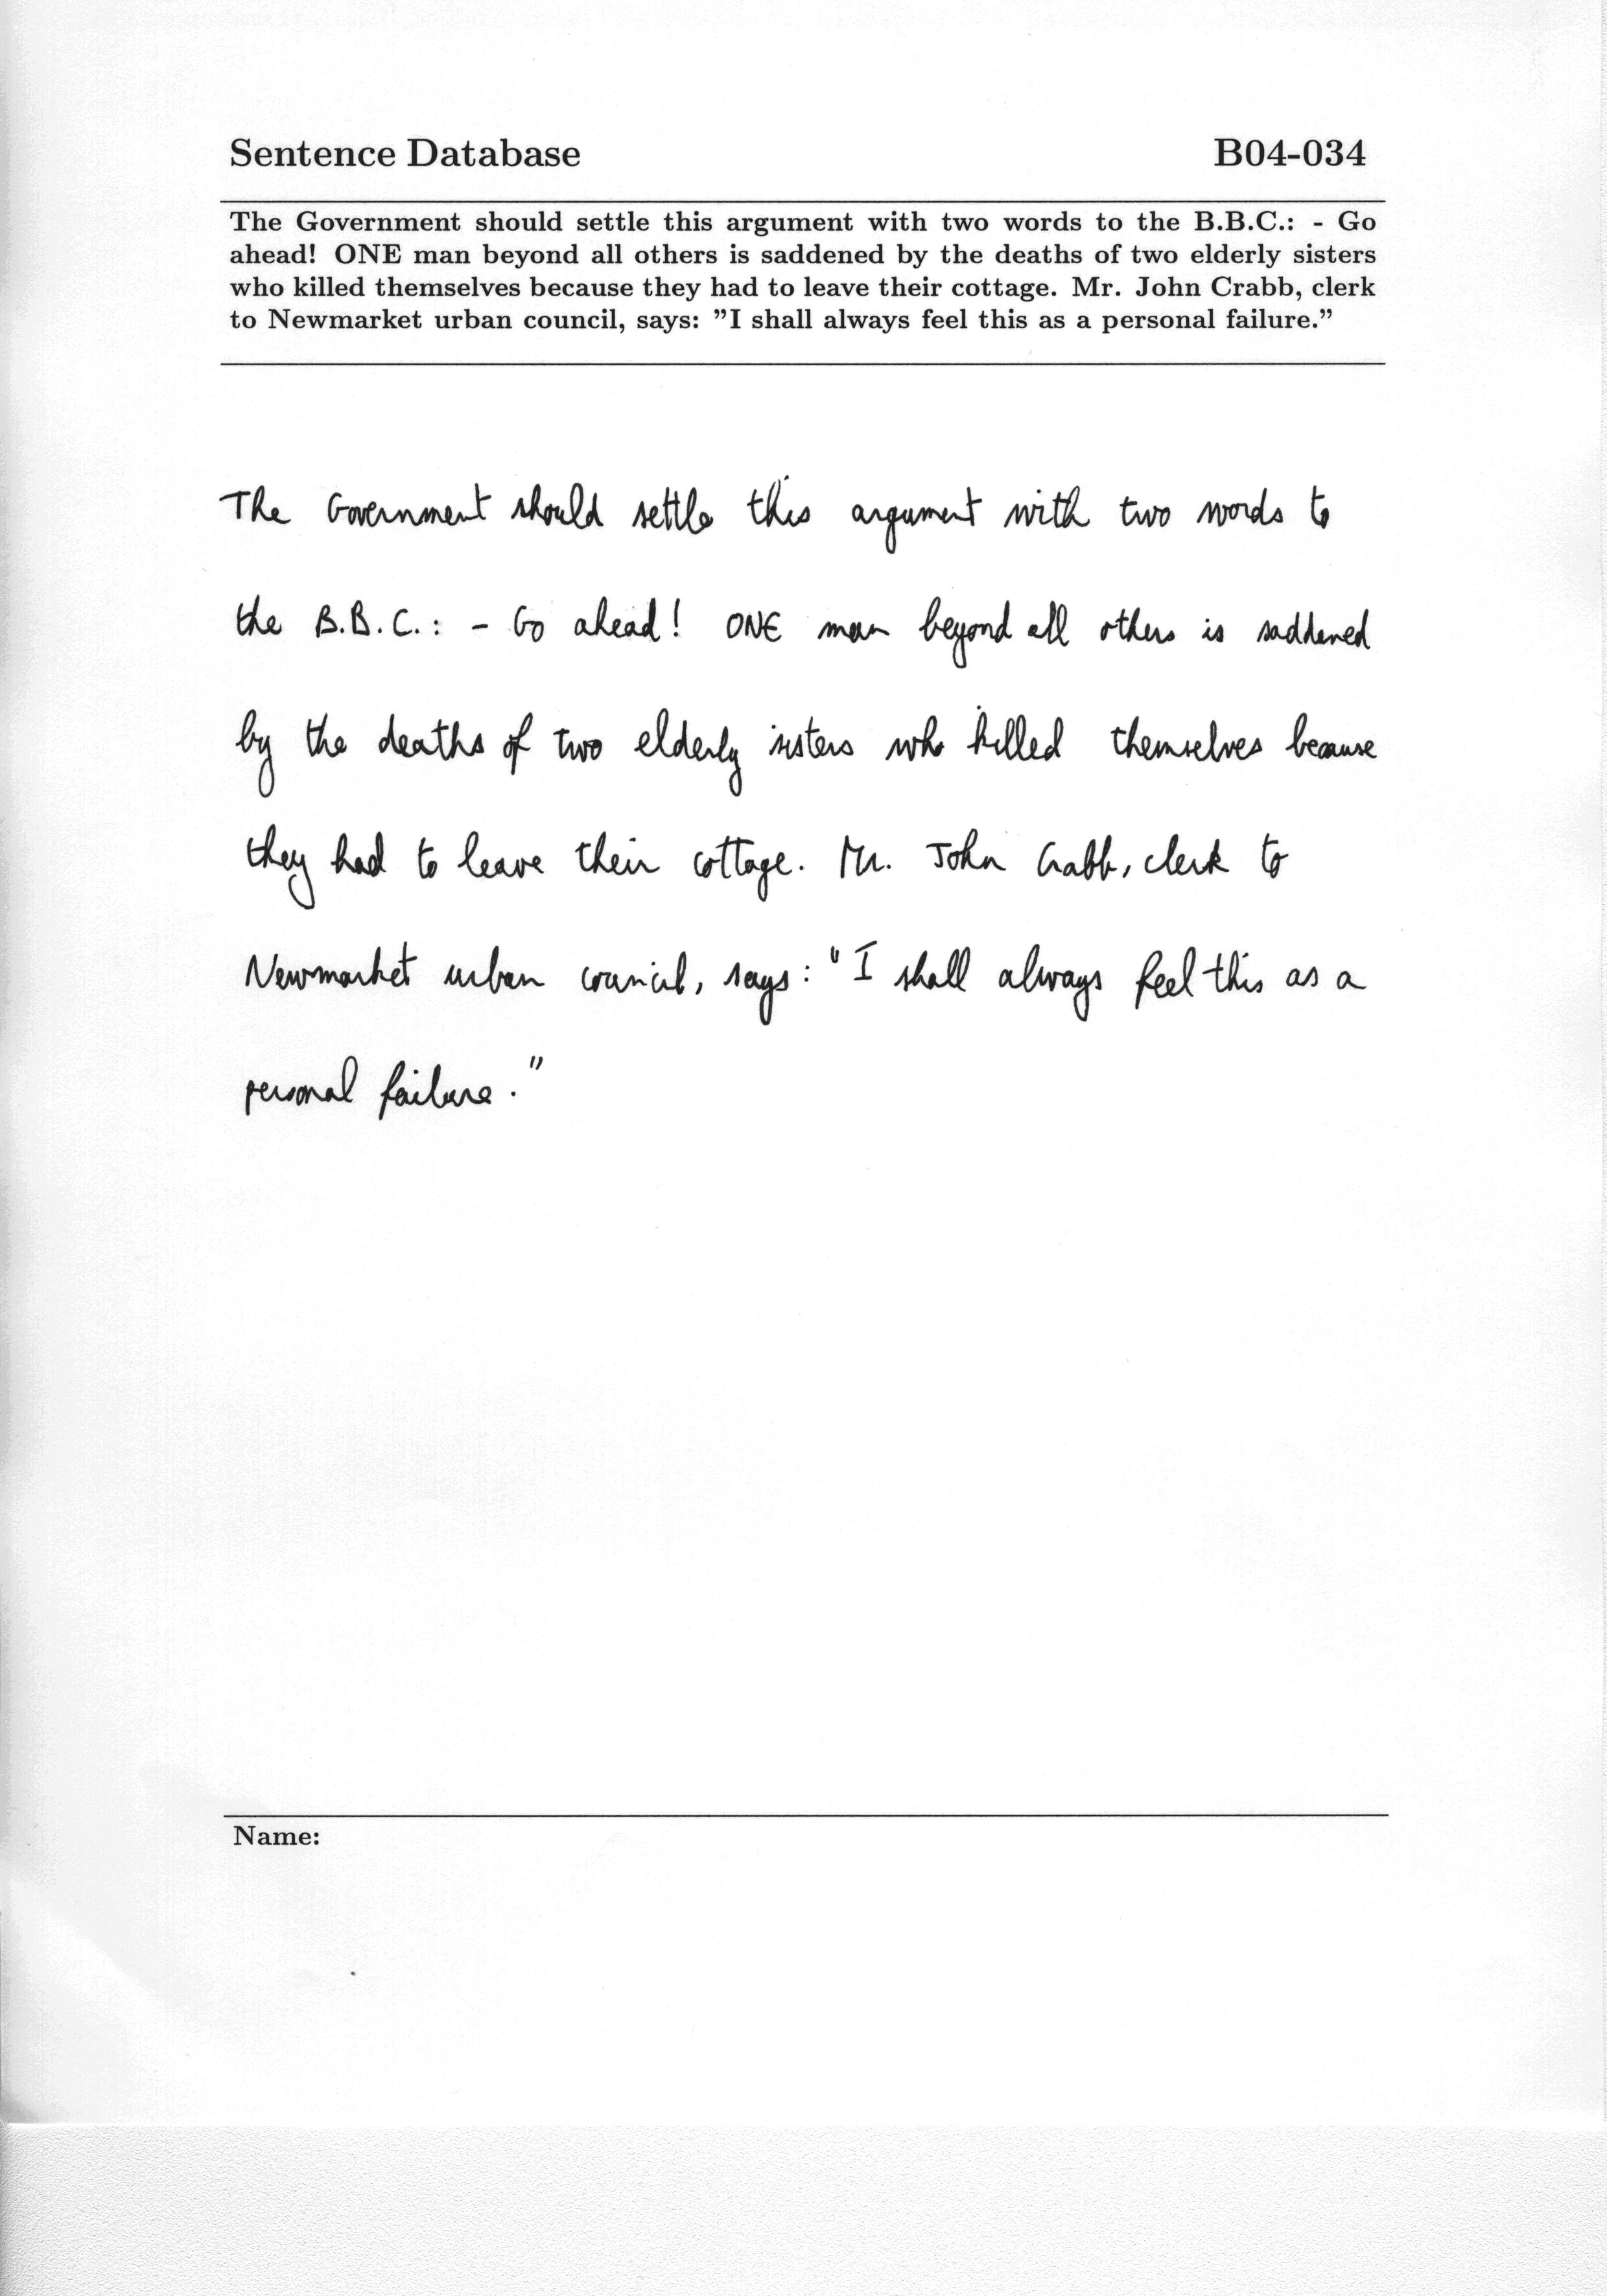 Sentence Database B04-034
The Government should settle this argument with two words to the B.B.C.: - Go
ahead! ONE man beyond all others is saddened by the deaths of two elderly sisters
who killed themselves because they had to leave their cottage. Mr. John Crabb, clerk
to Newmarket urban council, says: ”I shall always feel this as a personal failure.”
The Government should settle this argument with two words to
the B.B.C.: - Go ahead! ONE man beyond all others is saddened
by the deaths of two elderly sisters who killed themselves because
they had to leave their cottage. Mr. John Crabb, clerk to
Newmarket urban council, says: "I shall always feel this as a
personal failure."
Name: